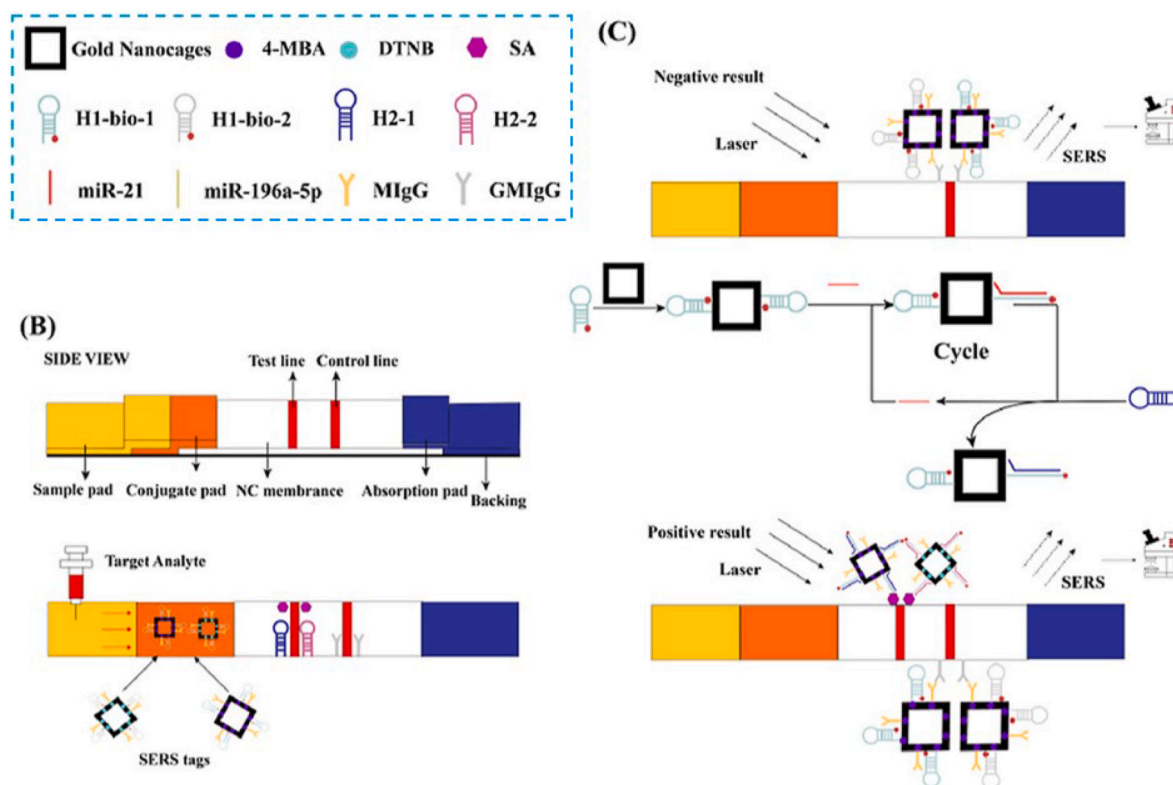 Gold Nanocages 4-MBA DTNB SA
H1-bio-1 H1-bio-2 H2-1 H2-2
miR-21 miR-196a-5p MIgG GMIgG
(B)
SIDE VIEW
Test line Control line
Sample pad Conjugate pad NC membrance Absorption pad Backing
Target Analyte
SERS tags
(C)
Negative result
Laser
SERS
Cycle
Positive result
Laser
SERS